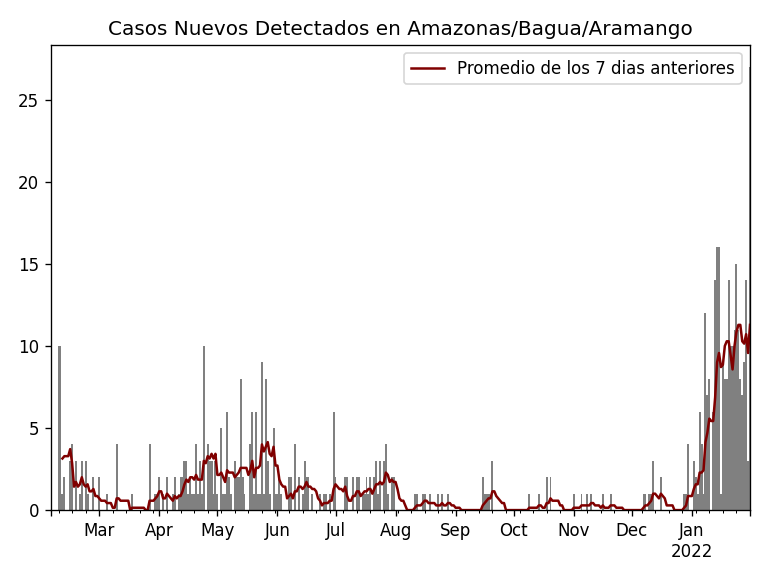 Casos Nuevos Detectados en Amazonas/Bagua/Aramango
Promedio de los 7 dias anteriores
25
20
15
10
5
0
Mar Apr May Jun Jul Aug Sep Oct Nov Dec Jan
2022